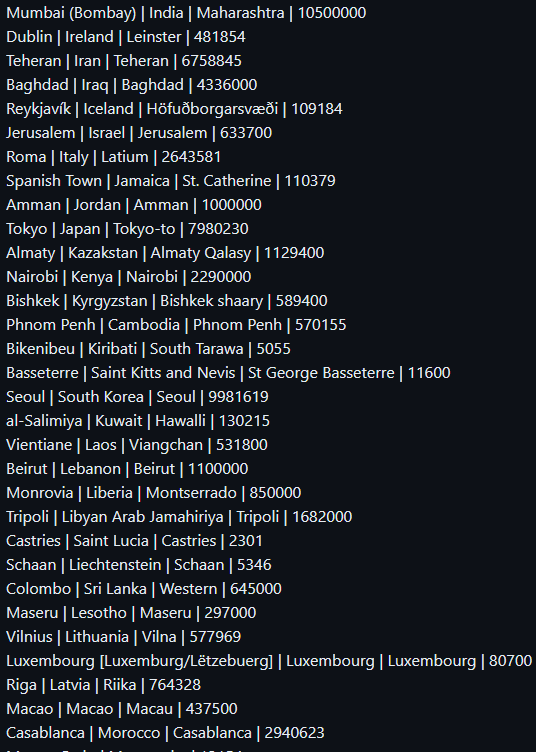 Mumbai (Bombay) | India | Maharashtra | 10500000
Dublin | Ireland | Leinster | 481854
Teheran | Iran | Teheran | 6758845
Baghdad | Iraq | Baghdad | 4336000
Reykjavík | Iceland | Höfuðborgarsvæði | 109184
Jerusalem | Israel | Jerusalem | 633700
Roma | Italy | Latium | 2643581
Spanish Town | Jamaica | St. Catherine | 110379
Amman | Jordan | Amman | 1000000
Tokyo | Japan | Tokyo-to | 7980230
Almaty | Kazakstan | Almaty Qalasy | 1129400
Nairobi | Kenya | Nairobi | 2290000
Bishkek | Kyrgyzstan | Bishkek shaary | 589400
Phnom Penh | Cambodia | Phnom Penh | 570155
Bikenibeu | Kiribati | South Tarawa | 5055
Basseterre | Saint Kitts and Nevis | St George Basseterre | 11600
Seoul | South Korea | Seoul | 9981619
al-Salimiya | Kuwait | Hawalli | 130215
Vientiane | Laos | Viangchan | 531800
Beirut | Lebanon | Beirut | 1100000
Monrovia | Liberia | Montserrado | 850000
Tripoli | Libyan Arab Jamahiriya | Tripoli | 1682000
Castries | Saint Lucia | Castries | 2301
Schaan | Liechtenstein | Schaan | 5346
Colombo | Sri Lanka | Western | 645000
Maseru | Lesotho | Maseru | 297000
Vilnius | Lithuania | Vilna | 577969
Luxembourg [Luxemburg/Lëtzebuerg] | Luxembourg | Luxembourg | 80700
Riga | Latvia | Riika | 764328
Macao | Macao | Macau | 437500
Casablanca | Morocco | Casablanca | 2940623